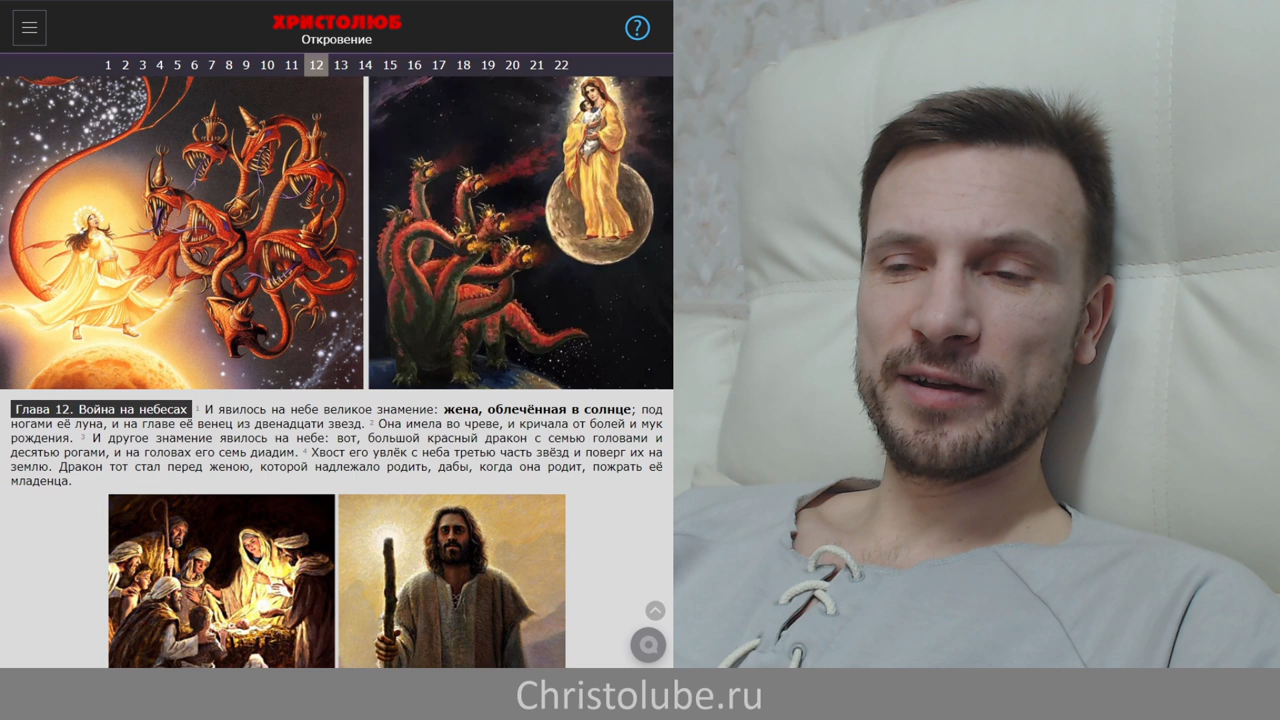 ХРИСТОЛЮБ
Откровение
?
1 2 3 4 5 6 7 8 9 10 11 12 13 14 15 16 17 18 19 20 21 22
Глава 12. Война на небесах 1 И явилось на небе великое знамение: жена, облечённая в солнце; под
ногами её луна, и на главе её венец из двенадцати звезд. 2 Она имела во чреве, и кричала от болей и мук
рождения. 3 И другое знамение явилось на небе: вот, большой красный дракон с семью головами и
десятью рогами, и на головах его семь диадим. 4 Хвост его увлёк с неба третью часть звёзд и поверг их на
землю. Дракон тот стал перед женою, которой надлежало родить, дабы, когда она родит, пожрать её
младенца.
Christolube.ru